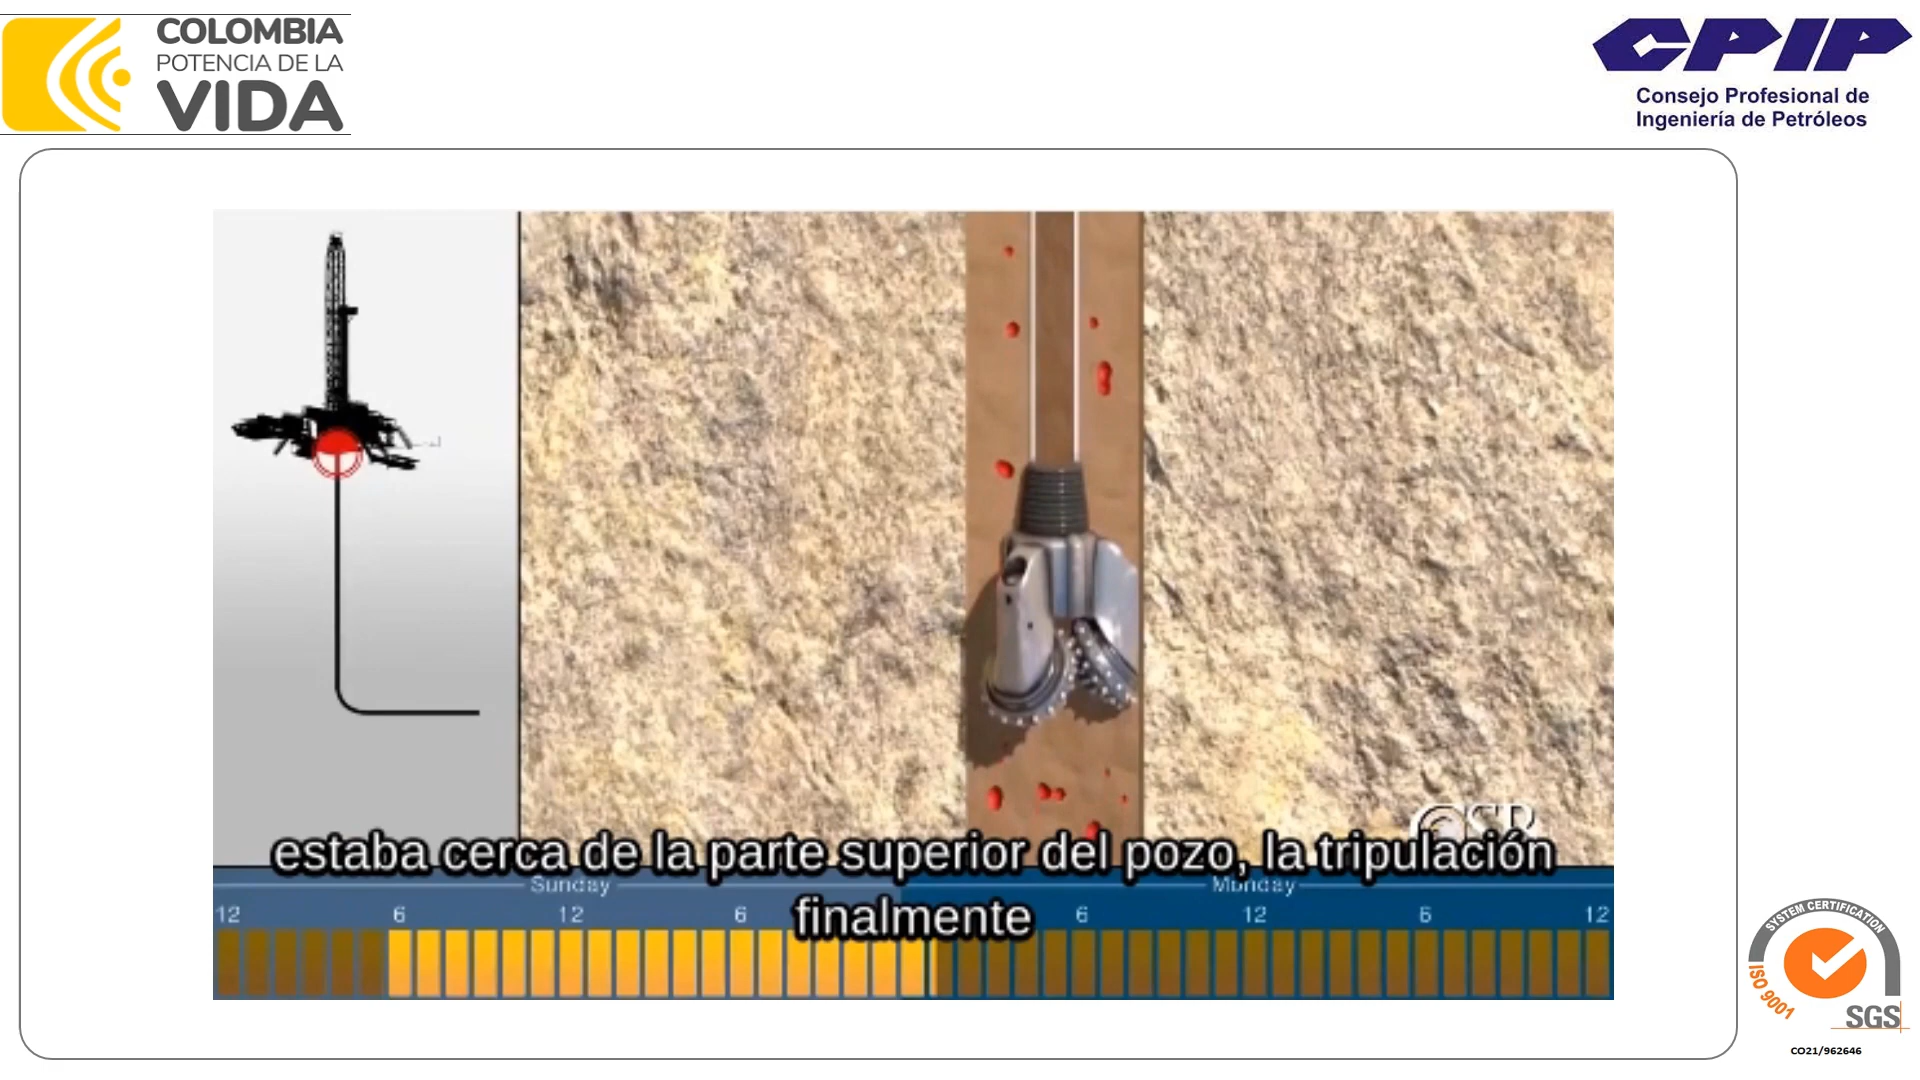 COLOMBIA
POTENCIA DE LA
VIDA
CPIP
Consejo Profesional de
Ingeniería de Petróleos
CSB
estaba cerca de la parte superior del pozo, la tripulación
finalmente
Sunday
Monday
12 6 12 6 6 12 6 12
SYSTEM CERTIFICATION
ISO 9001
SGS
CO21/962646